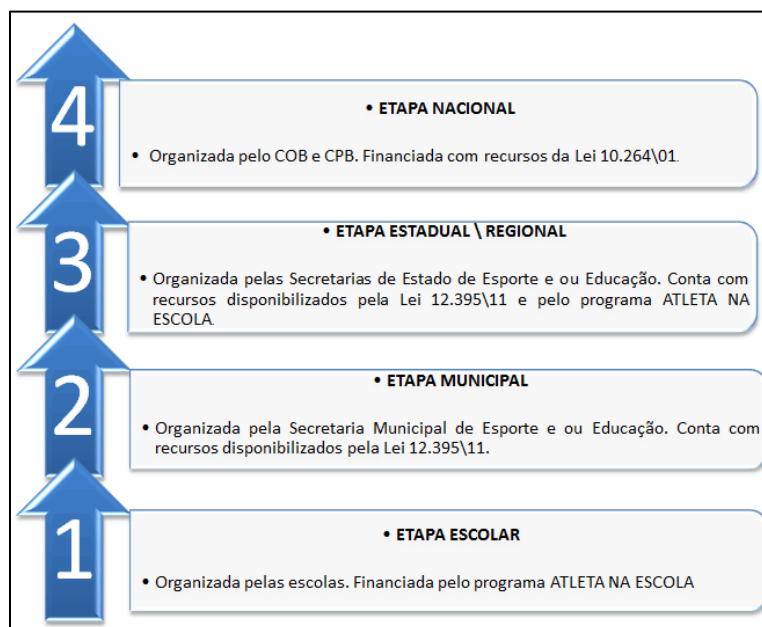 4
• ETAPA NACIONAL
• Organizada pelo COB e CPB. Financiada com recursos da Lei 10.264\01.
3
• ETAPA ESTADUAL \ REGIONAL
• Organizada pelas Secretarias de Estado de Esporte e ou Educação. Conta com
recursos disponibilizados pela Lei 12.395\11 e pelo programa ATLETA NA
ESCOLA.
2
• ETAPA MUNICIPAL
• Organizada pela Secretaria Municipal de Esporte e ou Educação. Conta com
recursos disponibilizados pela Lei 12.395\11.
1
• ETAPA ESCOLAR
• Organizada pelas escolas. Financiada pelo programa ATLETA NA ESCOLA